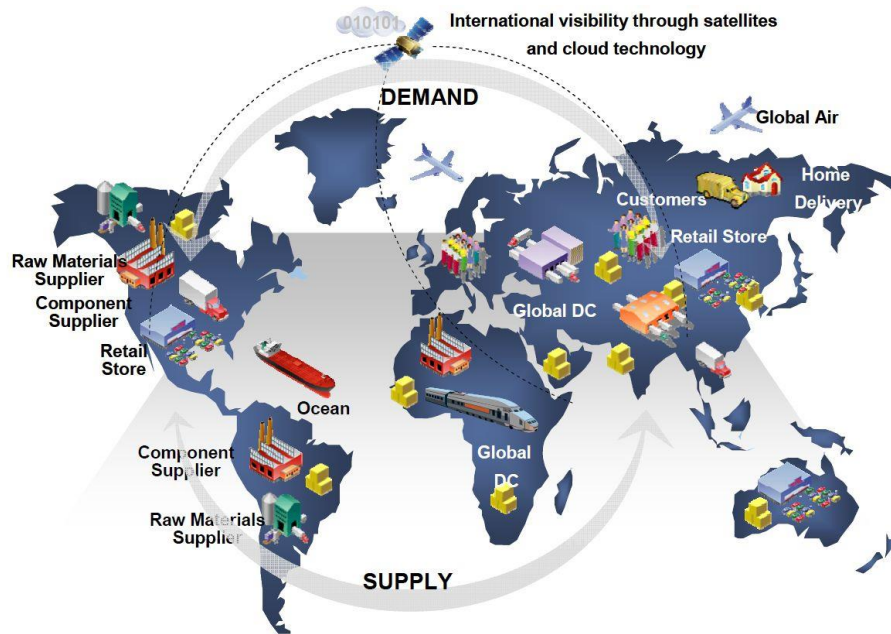 010101
International visibility through satellites
and cloud technology
DEMAND
Global Air
Home
Delivery
Customers
Retail Store
Raw Materials
Supplier
Component
Supplier
Global DC
Retail
Store
Ocean
Component
Supplier
Global
DC
Raw Materials
Supplier
SUPPLY